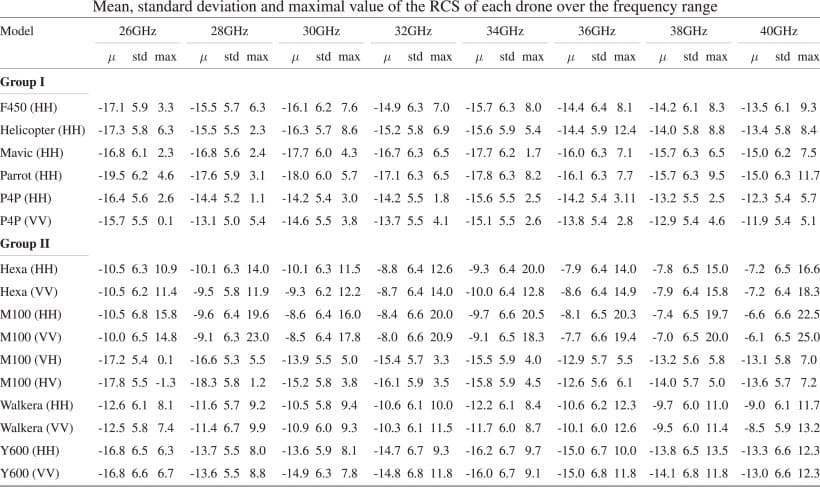 Mean, standard deviation and maximal value of the RCS of each drone over the frequency range
Model 26GHz 28GHz 30GHz 32GHz 34GHz 36GHz 38GHz 40GHz
μ std max μ std max μ std max μ std max μ std max μ std max μ std max μ std max
Group I
F450 (HH) -17.1 5.9 3.3 -15.5 5.7 6.3 -16.1 6.2 7.6 -14.9 6.3 7.0 -15.7 6.3 8.0 -14.4 6.4 8.1 -14.2 6.1 8.3 -13.5 6.1 9.3
Helicopter (HH) -17.3 5.8 6.3 -15.5 5.5 2.3 -16.3 5.7 8.6 -15.2 5.8 6.9 -15.6 5.9 5.4 -14.4 5.9 12.4 -14.0 5.8 8.8 -13.4 5.8 8.4
Mavic (HH) -16.8 6.1 2.3 -16.8 5.6 2.4 -17.7 6.0 4.3 -16.7 6.3 6.5 -17.7 6.2 1.7 -16.0 6.3 7.1 -15.7 6.3 6.5 -15.0 6.2 7.5
Parrot (HH) -19.5 6.2 4.6 -17.6 5.9 3.1 -18.0 6.0 5.7 -17.1 6.3 6.5 -17.8 6.3 8.2 -16.1 6.3 7.7 -15.7 6.3 9.5 -15.0 6.3 11.7
P4P (HH) -16.4 5.6 2.6 -14.4 5.2 1.1 -14.2 5.4 3.0 -14.2 5.5 1.8 -15.6 5.5 2.5 -14.2 5.4 3.11 -13.2 5.5 2.5 -12.3 5.4 5.7
P4P (VV) -15.7 5.5 0.1 -13.1 5.0 5.4 -14.6 5.5 3.8 -13.7 5.5 4.1 -15.1 5.5 2.6 -13.8 5.4 2.8 -12.9 5.4 4.6 -11.9 5.4 5.1
Group II
Hexa (HH) -10.5 6.3 10.9 -10.1 6.3 14.0 -10.1 6.3 11.5 -8.8 6.4 12.6 -9.3 6.4 20.0 -7.9 6.4 14.0 -7.8 6.5 15.0 -7.2 6.5 16.6
Hexa (VV) -10.5 6.2 11.4 -9.5 5.8 11.9 -9.3 6.2 12.2 -8.7 6.4 14.0 -10.0 6.4 12.8 -8.6 6.4 14.9 -7.9 6.4 15.8 -7.2 6.4 18.3
M100 (HH) -10.5 6.8 15.8 -9.6 6.4 19.6 -8.6 6.4 16.0 -8.4 6.6 20.0 -9.7 6.6 20.5 -8.1 6.5 20.3 -7.4 6.5 19.7 -6.6 6.6 22.5
M100 (VV) -10.0 6.5 14.8 -9.1 6.3 23.0 -8.5 6.4 17.8 -8.0 6.6 20.9 -9.1 6.5 18.3 -7.7 6.6 19.4 -7.0 6.5 20.0 -6.1 6.5 25.0
M100 (VH) -17.2 5.4 0.1 -16.6 5.3 5.5 -13.9 5.5 5.0 -15.4 5.7 3.3 -15.5 5.9 4.0 -12.9 5.7 5.5 -13.2 5.6 5.8 -13.1 5.8 7.0
M100 (HV) -17.8 5.5 -1.3 -18.3 5.8 1.2 -15.2 5.8 3.8 -16.1 5.9 3.5 -15.8 5.9 4.5 -12.6 5.6 6.1 -14.0 5.7 5.0 -13.6 5.7 7.2
Walkera (HH) -12.6 6.1 8.1 -11.6 5.7 9.2 -10.5 5.8 9.4 -10.6 6.1 10.0 -12.2 6.1 8.4 -10.6 6.2 12.3 -9.7 6.0 11.0 -9.0 6.1 11.7
Walkera (VV) -12.5 5.8 7.4 -11.4 6.7 9.9 -10.9 6.0 9.3 -10.3 6.1 11.5 -11.7 6.0 8.7 -10.1 6.0 12.6 -9.5 6.0 11.4 -8.5 5.9 13.2
Y600 (HH) -16.8 6.5 6.3 -13.7 5.5 8.0 -13.6 5.9 8.1 -14.7 6.7 9.3 -16.2 6.7 9.7 -15.0 6.7 10.0 -13.8 6.5 13.5 -13.3 6.6 12.3
Y600 (VV) -16.8 6.6 6.7 -13.6 5.5 8.8 -14.9 6.3 7.8 -14.8 6.8 11.8 -16.0 6.7 9.1 -15.0 6.8 11.8 -14.1 6.8 11.8 -13.0 6.6 12.3